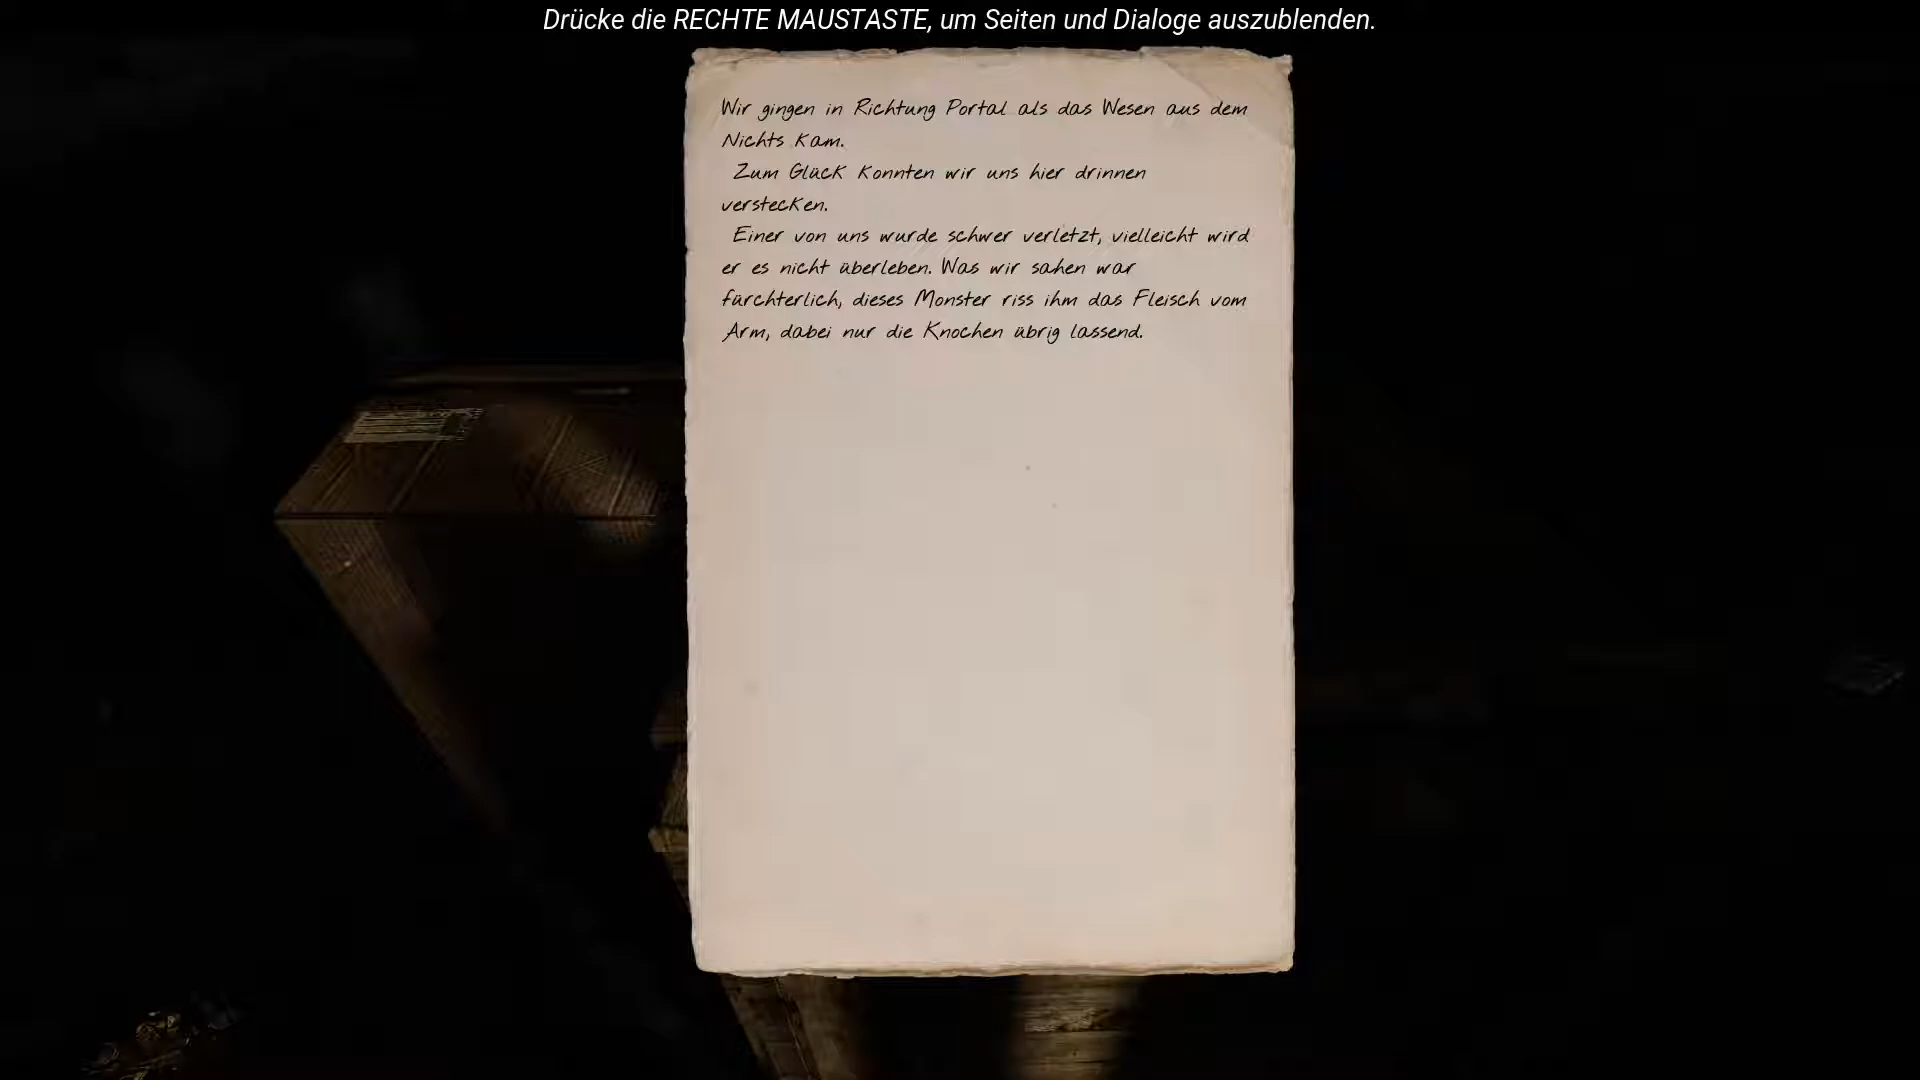 Drücke die RECHTE MAUSTASTE, um Seiten und Dialoge auszublenden.
Wir gingen in Richtung Portal als das Wesen aus dem
Nichts kam.
Zum Glück konnten wir uns hier drinnen
verstecken.
Einer von uns wurde schwer verletzt, vielleicht wird
er es nicht überleben. Was wir sahen war
fürchterlich, dieses Monster riss ihm das Fleisch vom
Arm, dabei nur die Knochen übrig lassend.